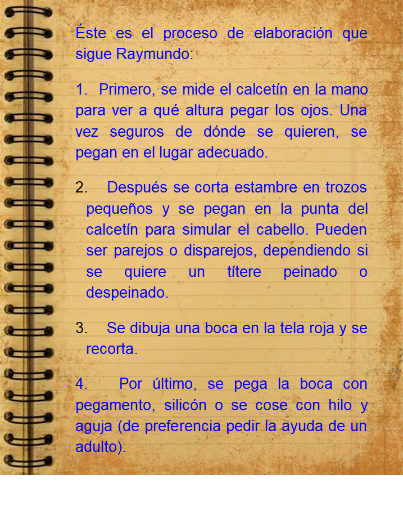 Éste es el proceso de elaboración que
sigue Raymundo:
1. Primero, se mide el calcetín en la mano
para ver a qué altura pegar los ojos. Una
vez seguros de dónde se quieren, se
pegan en el lugar adecuado.
2. Después se corta estambre en trozos
pequeños y se pegan en la punta del
calcetín para simular el cabello. Pueden
ser parejos o disparejos, dependiendo si
se quiere un títere peinado o
despeinado.
3. Se dibuja una boca en la tela roja y se
recorta.
4. Por último, se pega la boca con
pegamento, silicón o se cose con hilo y
aguja (de preferencia pedir la ayuda de un
adulto).